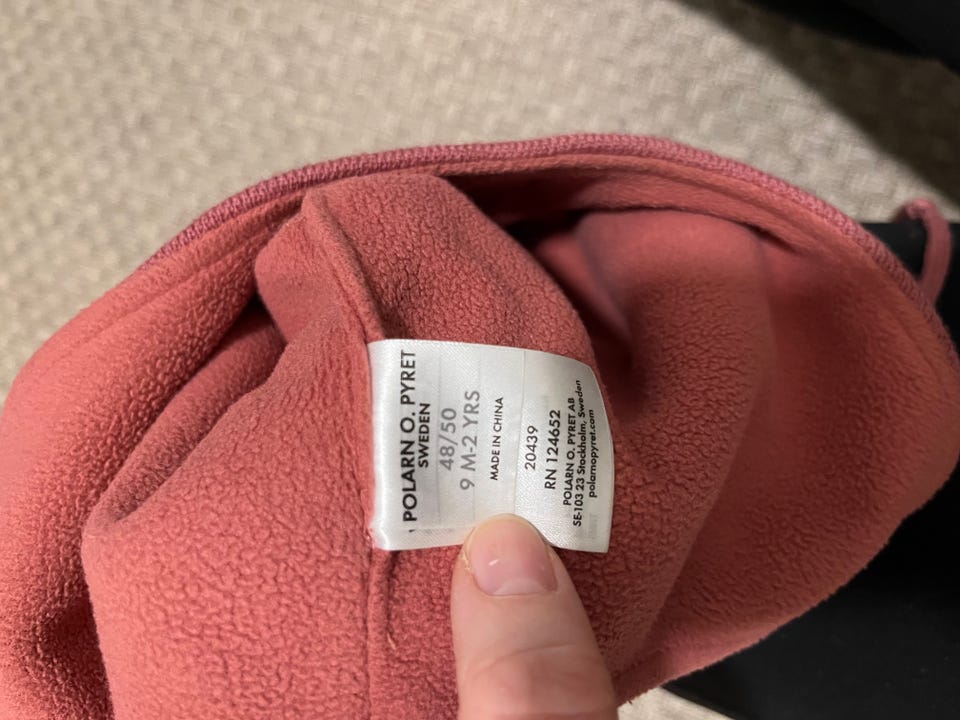 POLARN O. PYRET
SWEDEN
48/50
9 M-2 YRS
MADE IN CHINA
20439
RN 124652
POLARN O. PYRET AB
SE-103 23 Stockholm, Sweden
polarnopyret.com